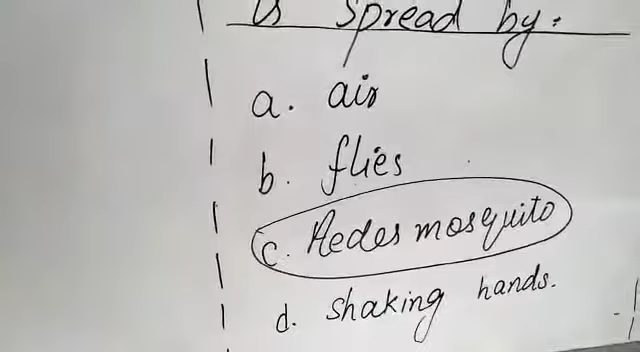 is spread by:
a. air
b. flies
c. Aedes mosquito
d. shaking hands.